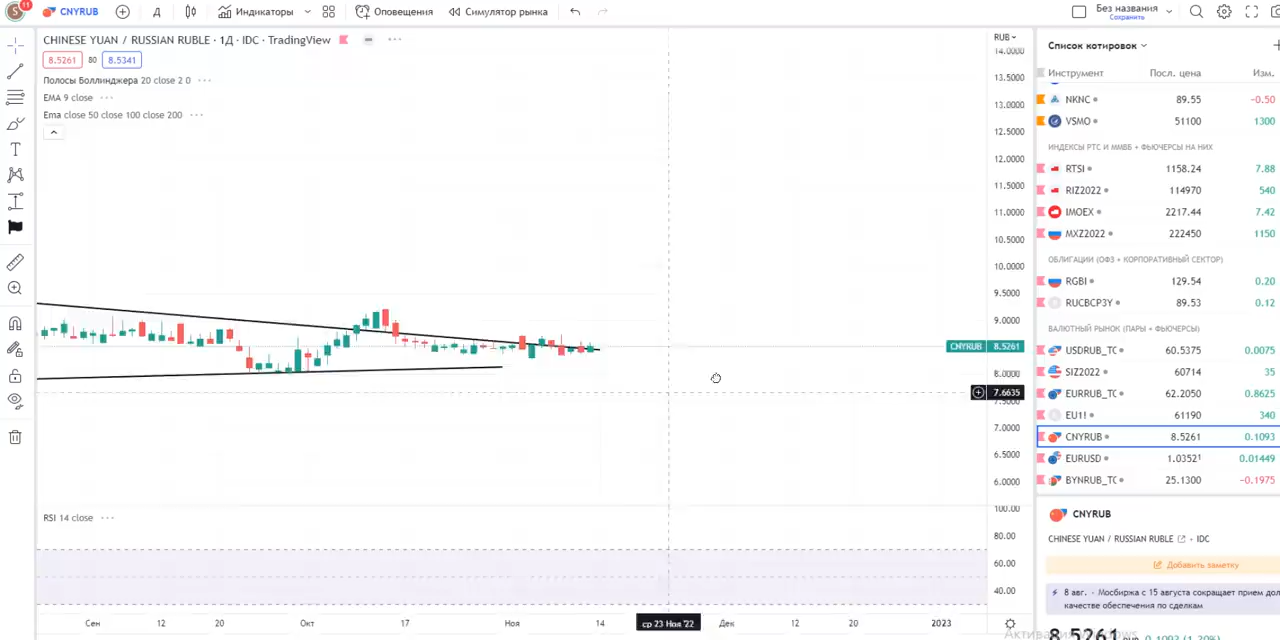 11
CNYRUB
Д
Индикаторы
Оповещения
Симулятор рынка
Без названия
Сохранить
CHINESE YUAN / RUSSIAN RUBLE · 1Д · IDC · TradingView
8.5261 80 8.5341
Полосы Боллинджера 20 close 2 0
EMA 9 close
Ema close 50 close 100 close 200
RUB
14.0000
13.5000
13.0000
12.5000
12.0000
11.5000
11.0000
10.5000
10.0000
9.5000
9.0000
CNYRUB 8.5261
8.0000
7.6635
7.5000
7.0000
6.5000
6.0000
RSI 14 close
100.00
80.00
60.00
40.00
Сен 12 20 Окт 17 Ноя 14 ср 23 Ноя '22 Дек 12 20 2023
Список котировок
Инструмент Посл. цена Изм.
NKNC 89.55 −0.50
VSMO 51100 1300
ИНДЕКСЫ РТС И ММВБ + ФЬЮЧЕРСЫ НА НИХ
RTSI 1158.24 7.88
RIZ2022 114970 540
IMOEX 2217.44 7.42
MXZ2022 222450 1150
ОБЛИГАЦИИ (ОФЗ + КОРПОРАТИВНЫЙ СЕКТОР)
RGBI 129.54 0.20
RUCBCP3Y 89.53 0.12
ВАЛЮТНЫЙ РЫНОК (ПАРЫ + ФЬЮЧЕРСЫ)
USDRUB_TC 60.5375 0.0075
SIZ2022 60714 35
EURRUB_TC 62.2050 0.8625
EU1! 61190 340
CNYRUB 8.5261 0.1093
EURUSD 1.03521 0.01449
BYNRUB_TC 25.1300 −0.1975
CNYRUB
CHINESE YUAN / RUSSIAN RUBLE · IDC
Добавить заметку
8 авг. · Мосбиржа с 15 августа сокращает прием дол
качестве обеспечения по сделкам
8.5261 RUB 0.1093 (1.30%)